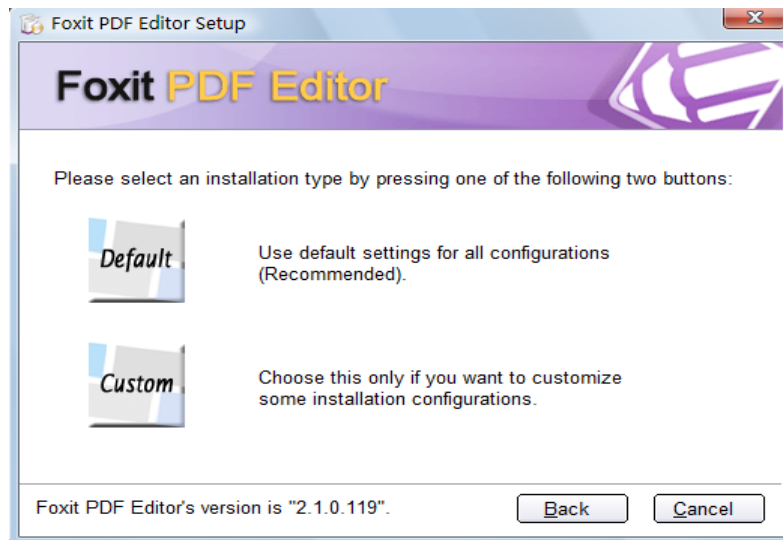 Foxit PDF Editor Setup
Foxit PDF Editor
Please select an installation type by pressing one of the following two buttons:
Default
Use default settings for all configurations
(Recommended).
Custom
Choose this only if you want to customize
some installation configurations.
Foxit PDF Editor's version is "2.1.0.119".
Back
Cancel